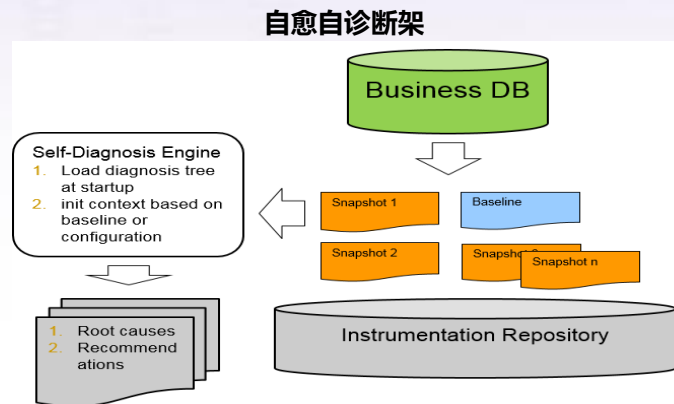 自愈自诊断架
Business DB
Self-Diagnosis Engine
1. Load diagnosis tree
at startup
2. init context based on
baseline or
configuration
Snapshot 1
Baseline
Snapshot 2
Snapshot n
1. Root causes
2. Recommend
ations
Instrumentation Repository